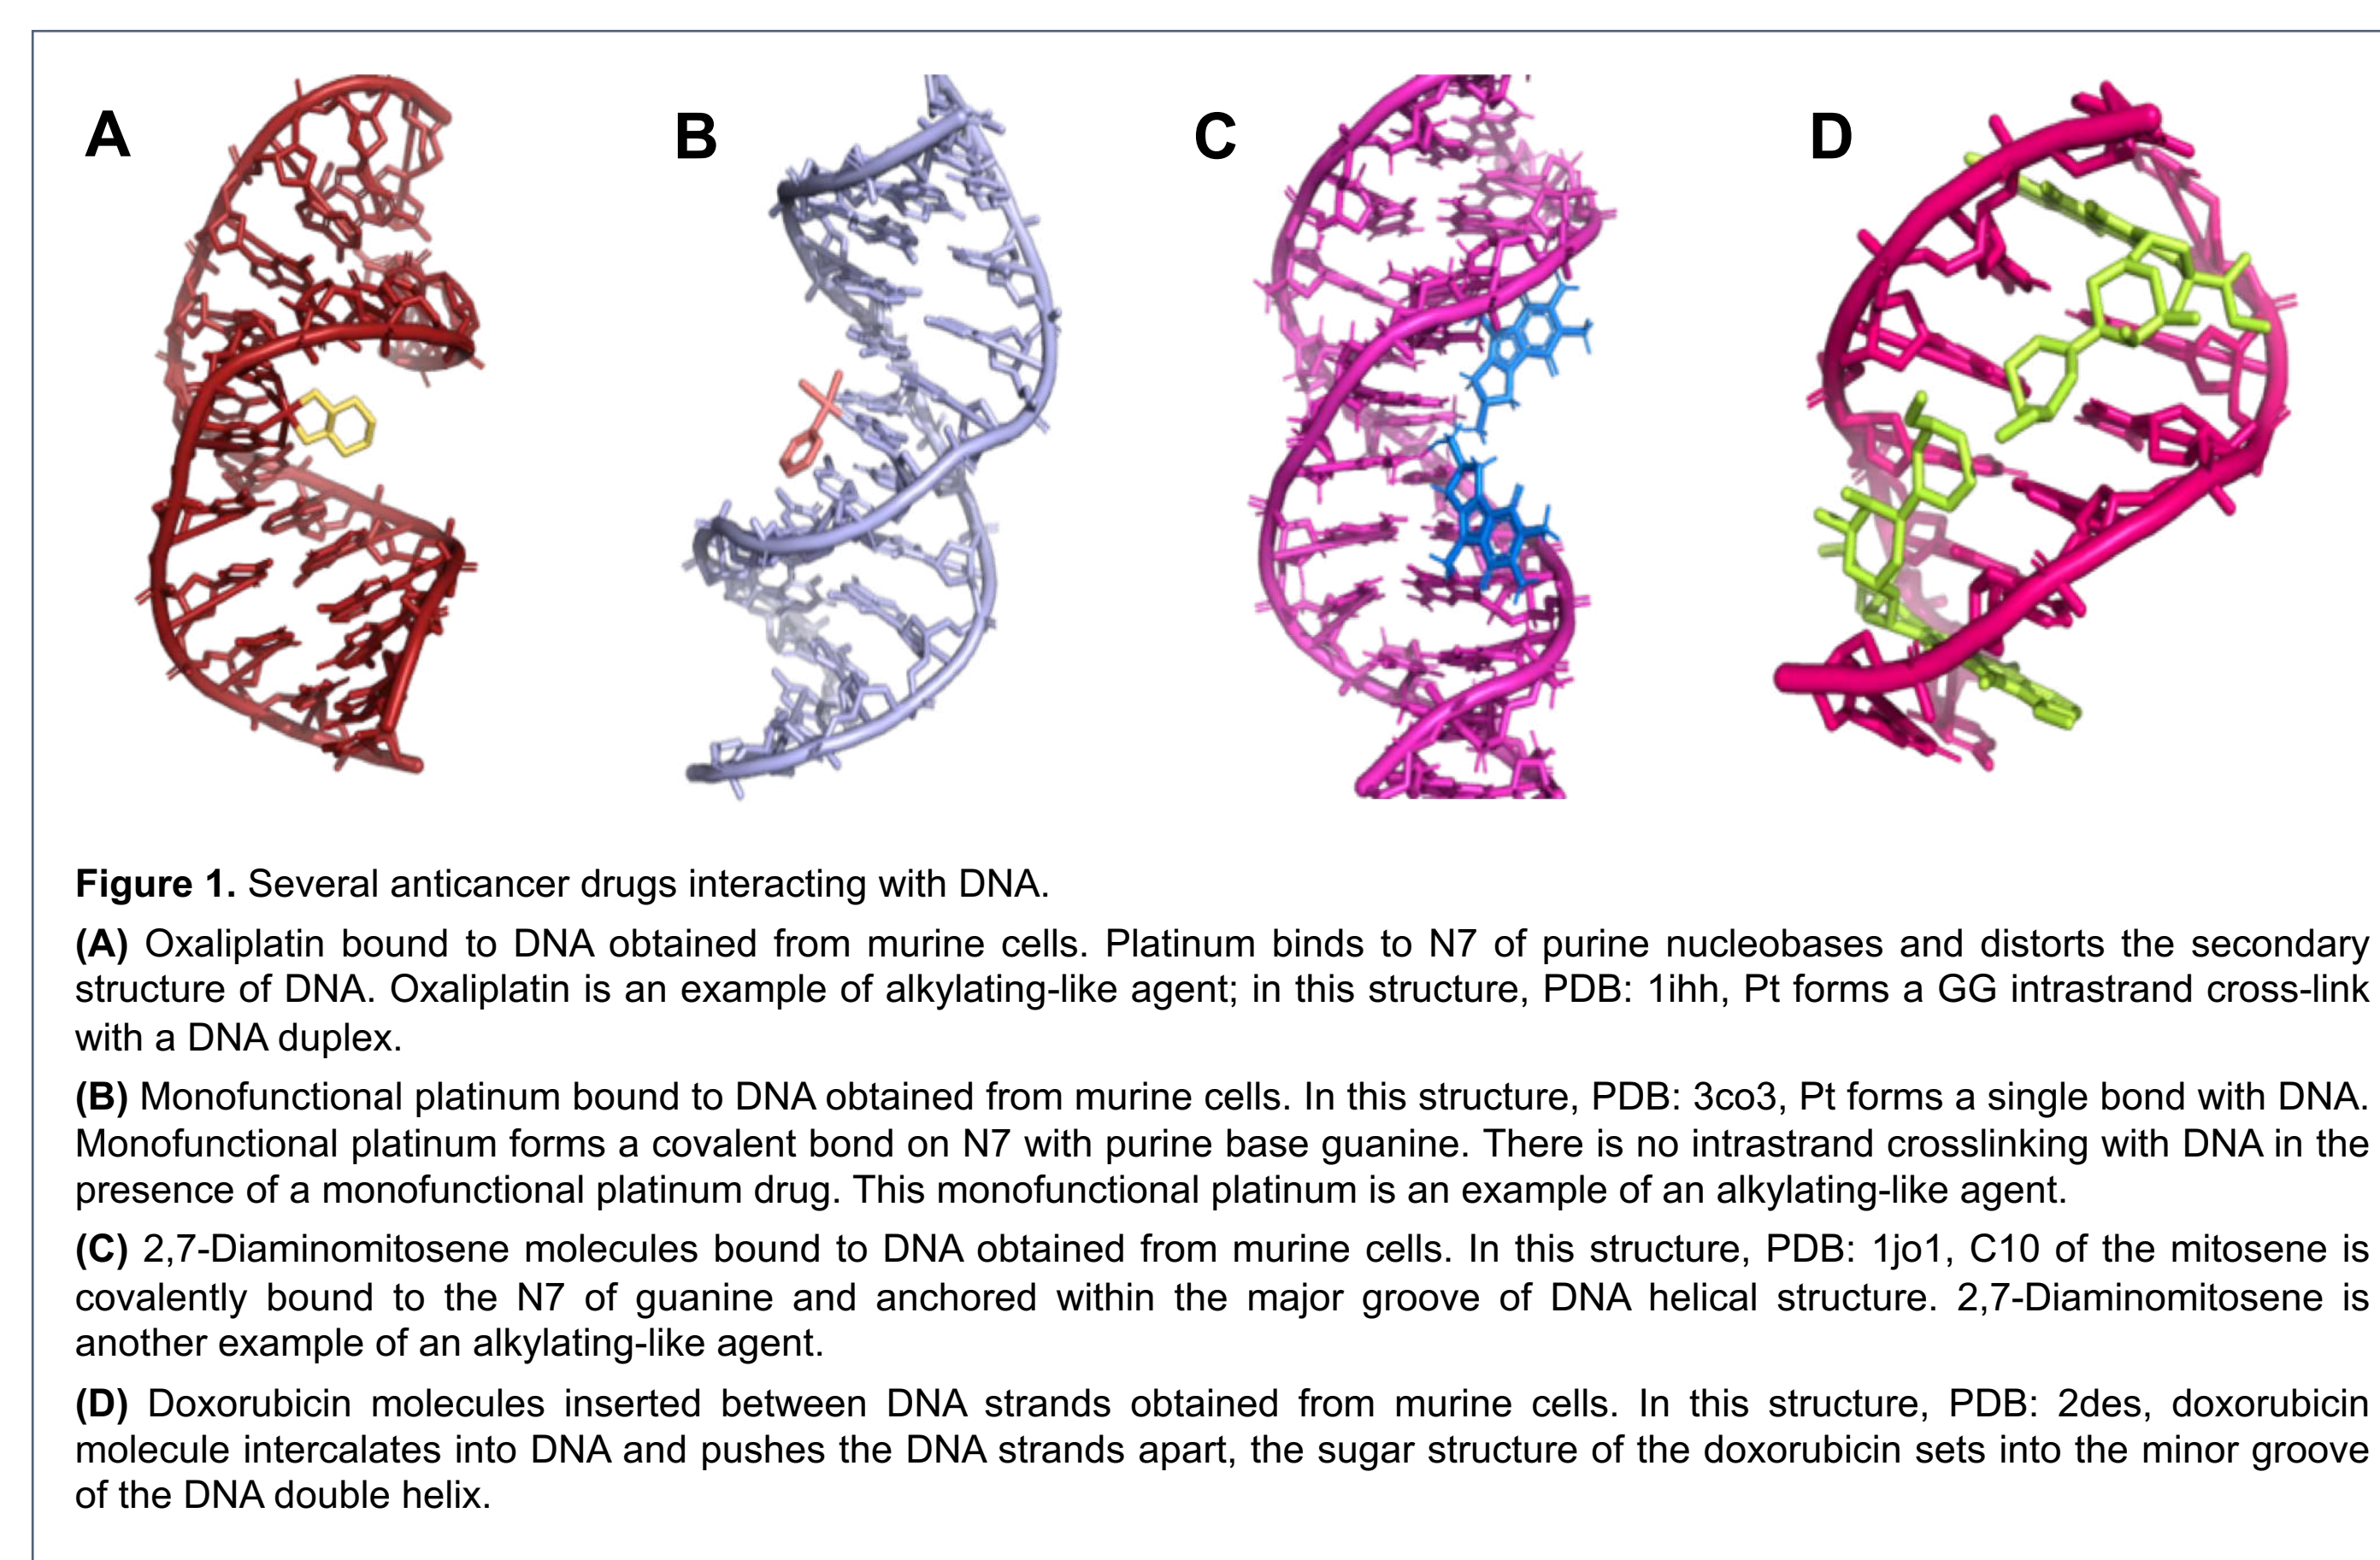 A
B
C
D
Figure 1. Several anticancer drugs interacting with DNA.
(A) Oxaliplatin bound to DNA obtained from murine cells. Platinum binds to N7 of purine nucleobases and distorts the secondary
structure of DNA. Oxaliplatin is an example of alkylating-like agent; in this structure, PDB: 1ihh, Pt forms a GG intrastrand cross-link
with a DNA duplex.
(B) Monofunctional platinum bound to DNA obtained from murine cells. In this structure, PDB: 3co3, Pt forms a single bond with DNA.
Monofunctional platinum forms a covalent bond on N7 with purine base guanine. There is no intrastrand crosslinking with DNA in the
presence of a monofunctional platinum drug. This monofunctional platinum is an example of an alkylating-like agent.
(C) 2,7-Diaminomitosene molecules bound to DNA obtained from murine cells. In this structure, PDB: 1jo1, C10 of the mitosene is
covalently bound to the N7 of guanine and anchored within the major groove of DNA helical structure. 2,7-Diaminomitosene is
another example of an alkylating-like agent.
(D) Doxorubicin molecules inserted between DNA strands obtained from murine cells. In this structure, PDB: 2des, doxorubicin
molecule intercalates into DNA and pushes the DNA strands apart, the sugar structure of the doxorubicin sets into the minor groove
of the DNA double helix.